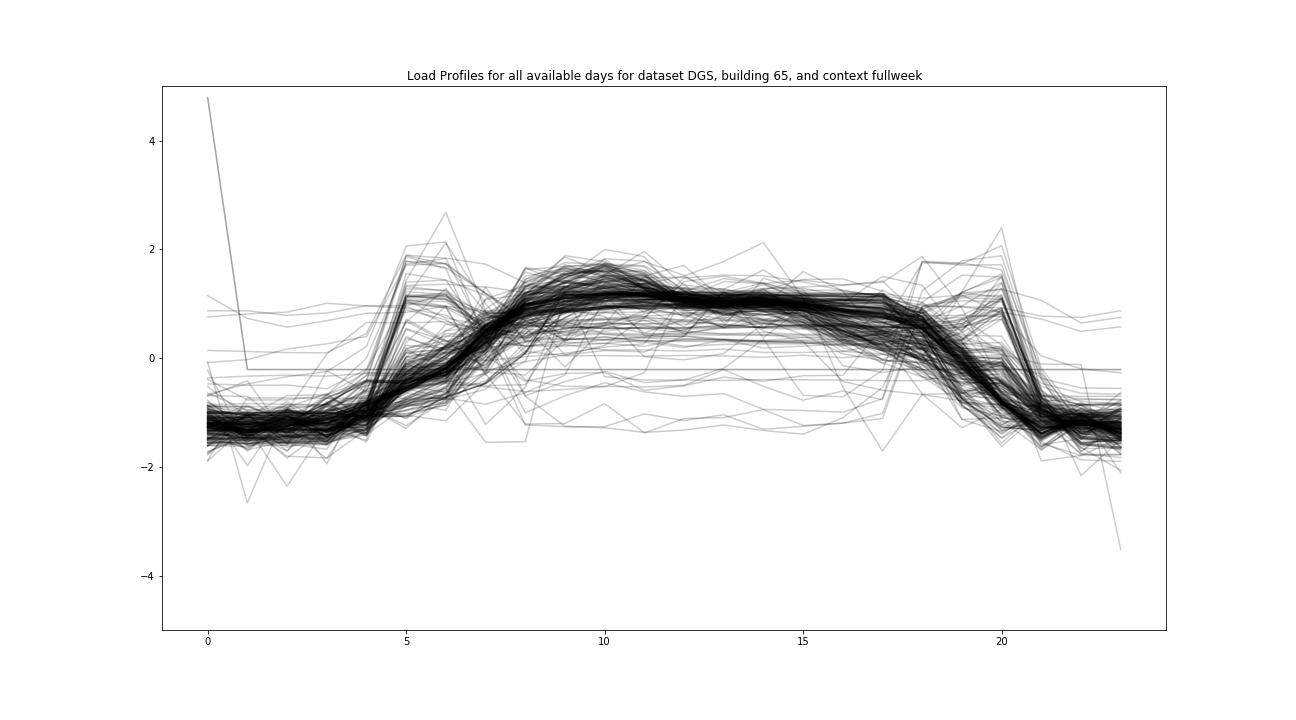 Load Profiles for all available days for dataset DGS, building 65, and context fullweek
4
2
0
−2
−4
0 5 10 15 20